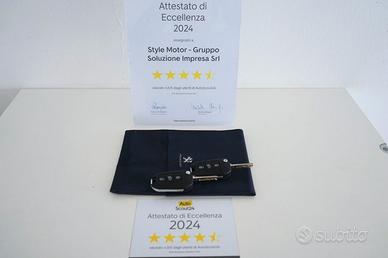 Attestato di
Eccellenza
2024
Style Motor - Gruppo
Soluzione Impresa Srl
Auto
Scout24
Attestato di Eccellenza
2024
subito